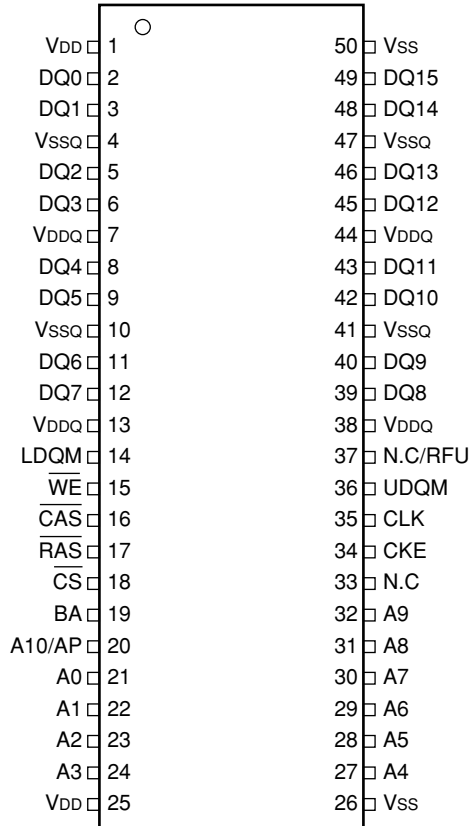 VDD 1 50 VSS
DQ0 2 49 DQ15
DQ1 3 48 DQ14
VSSQ 4 47 VSSQ
DQ2 5 46 DQ13
DQ3 6 45 DQ12
VDDQ 7 44 VDDQ
DQ4 8 43 DQ11
DQ5 9 42 DQ10
VSSQ 10 41 VSSQ
DQ6 11 40 DQ9
DQ7 12 39 DQ8
VDDQ 13 38 VDDQ
LDQM 14 37 N.C/RFU
W̅E̅ 15 36 UDQM
C̅A̅S̅ 16 35 CLK
R̅A̅S̅ 17 34 CKE
C̅S̅ 18 33 N.C
BA 19 32 A9
A10/AP 20 31 A8
A0 21 30 A7
A1 22 29 A6
A2 23 28 A5
A3 24 27 A4
VDD 25 26 VSS